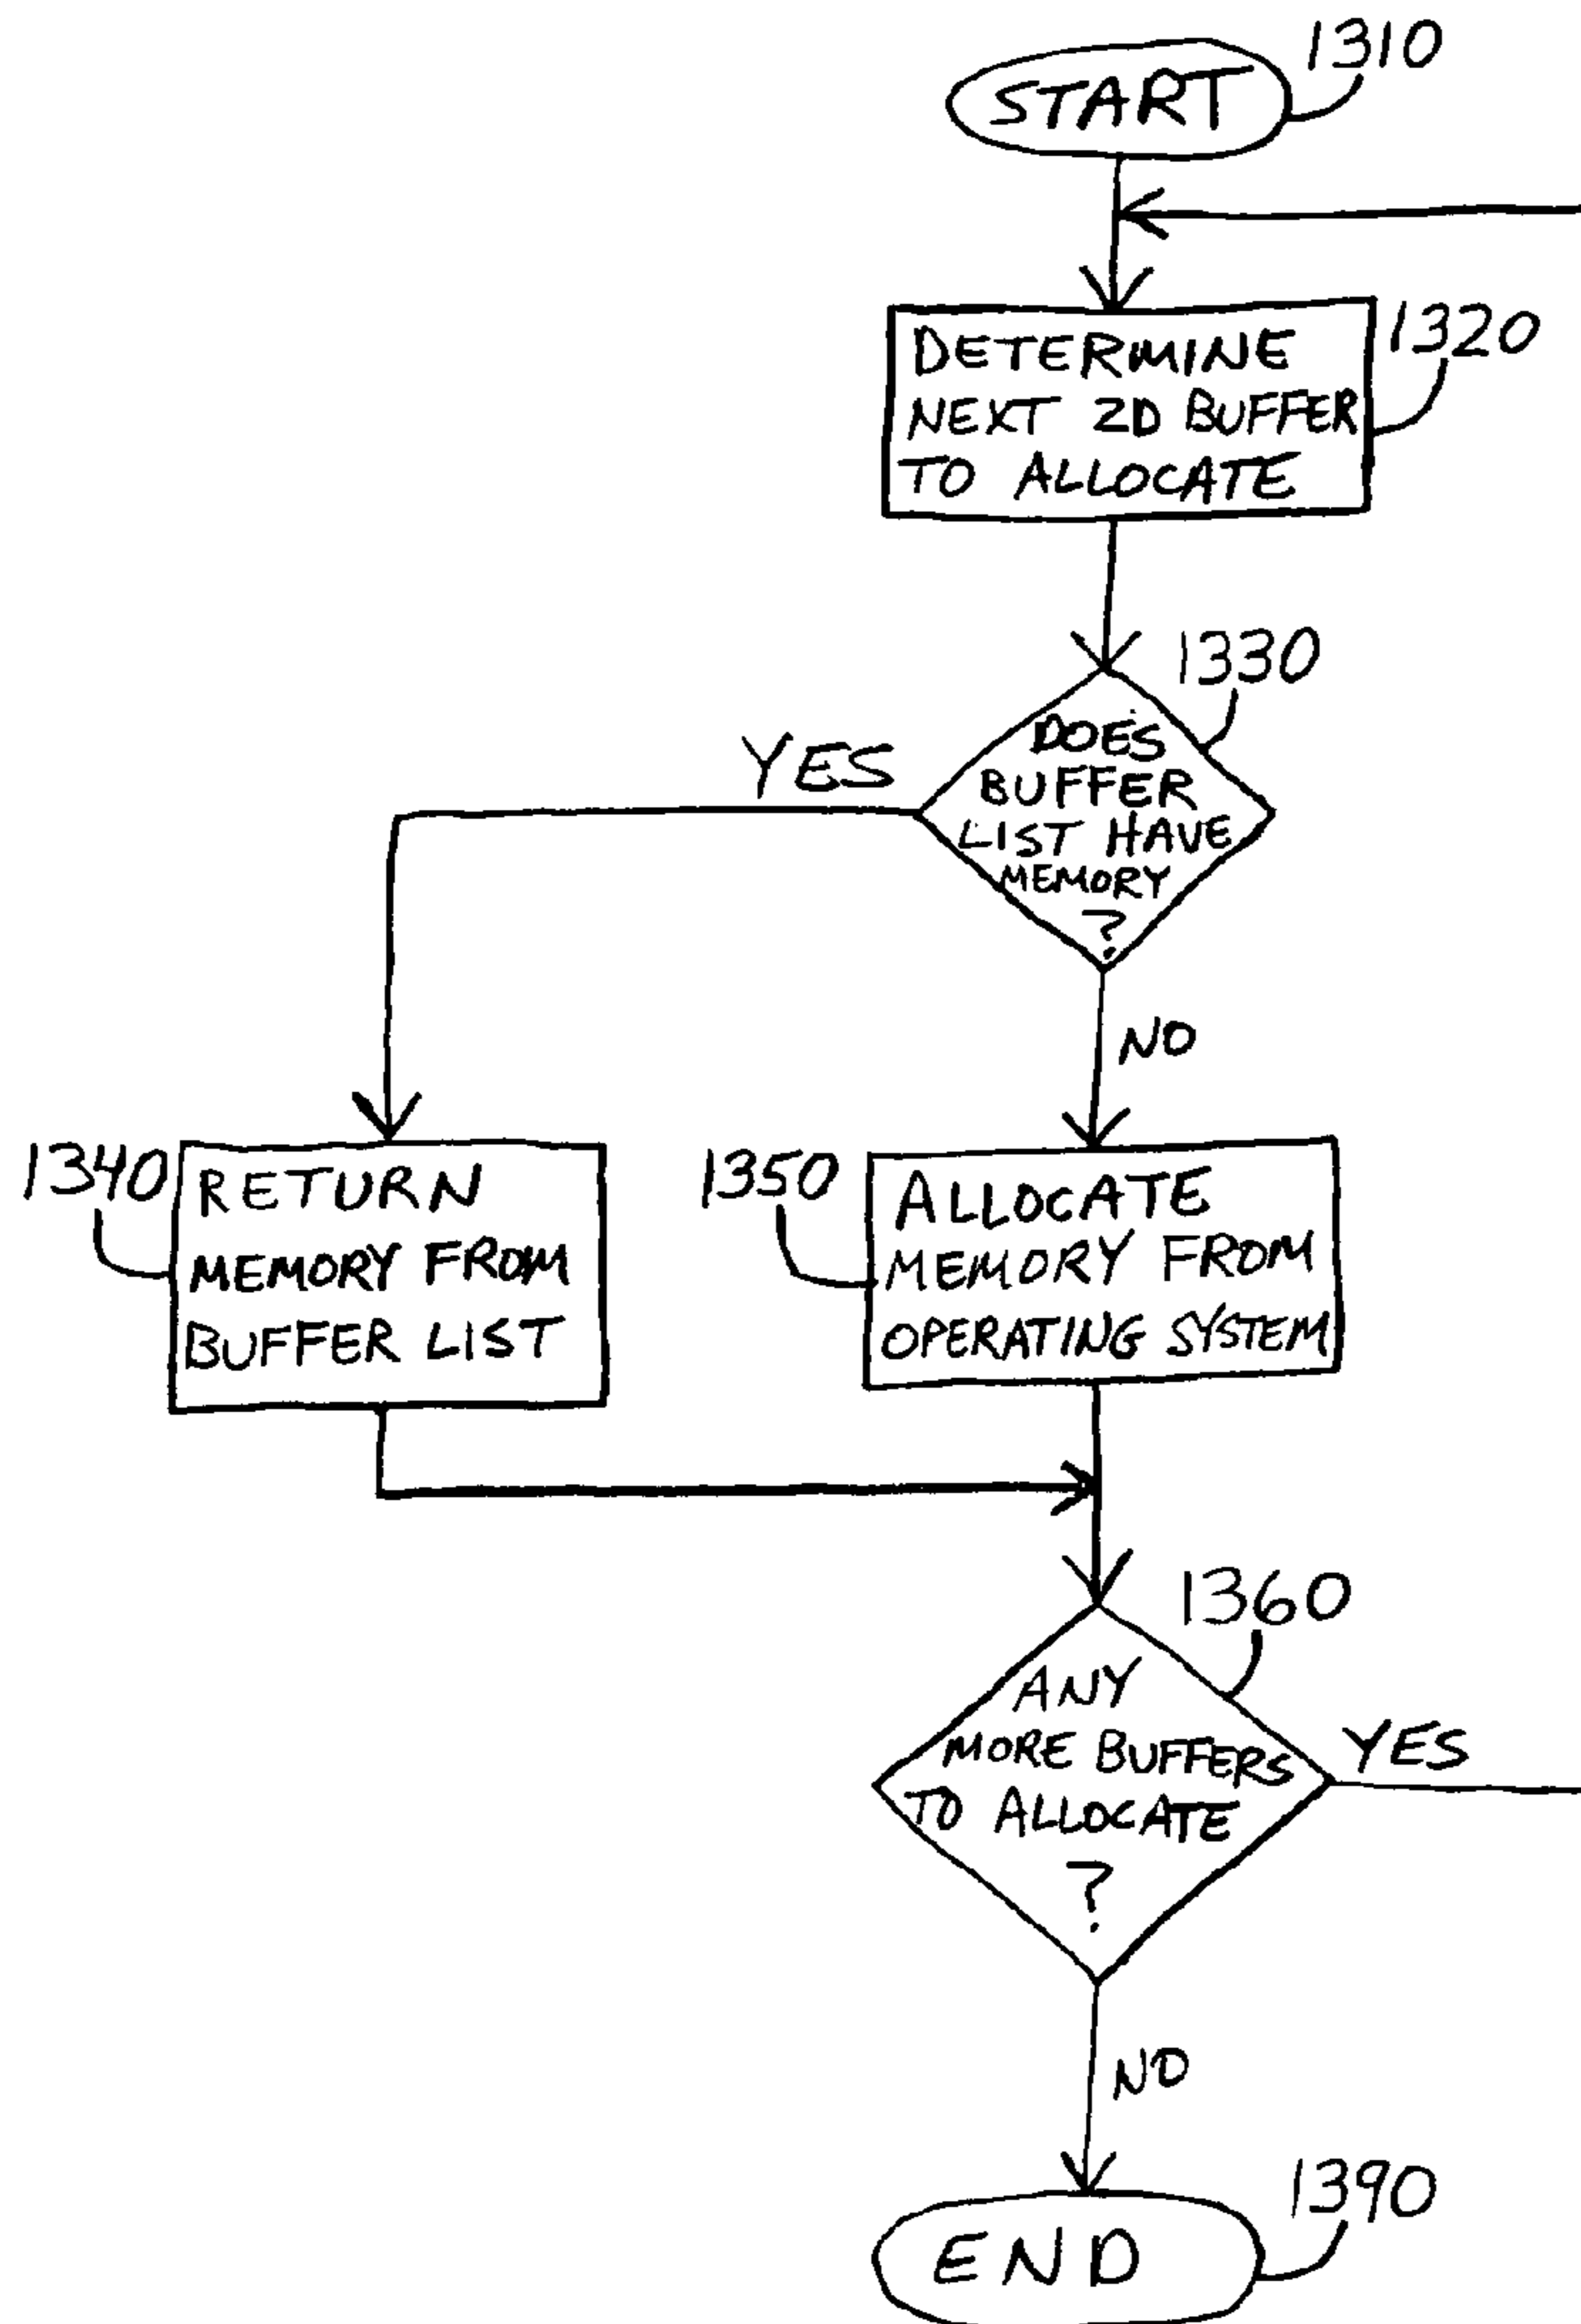 1310
START
1320
DETERMINE
NEXT 2D BUFFER
TO ALLOCATE
1330
DOES
BUFFER
LIST HAVE
MEMORY
?
YES
NO
1340
RETURN
MEMORY FROM
BUFFER LIST
1350
ALLOCATE
MEMORY FROM
OPERATING SYSTEM
1360
ANY
MORE BUFFERS
TO ALLOCATE
?
YES
NO
1390
END